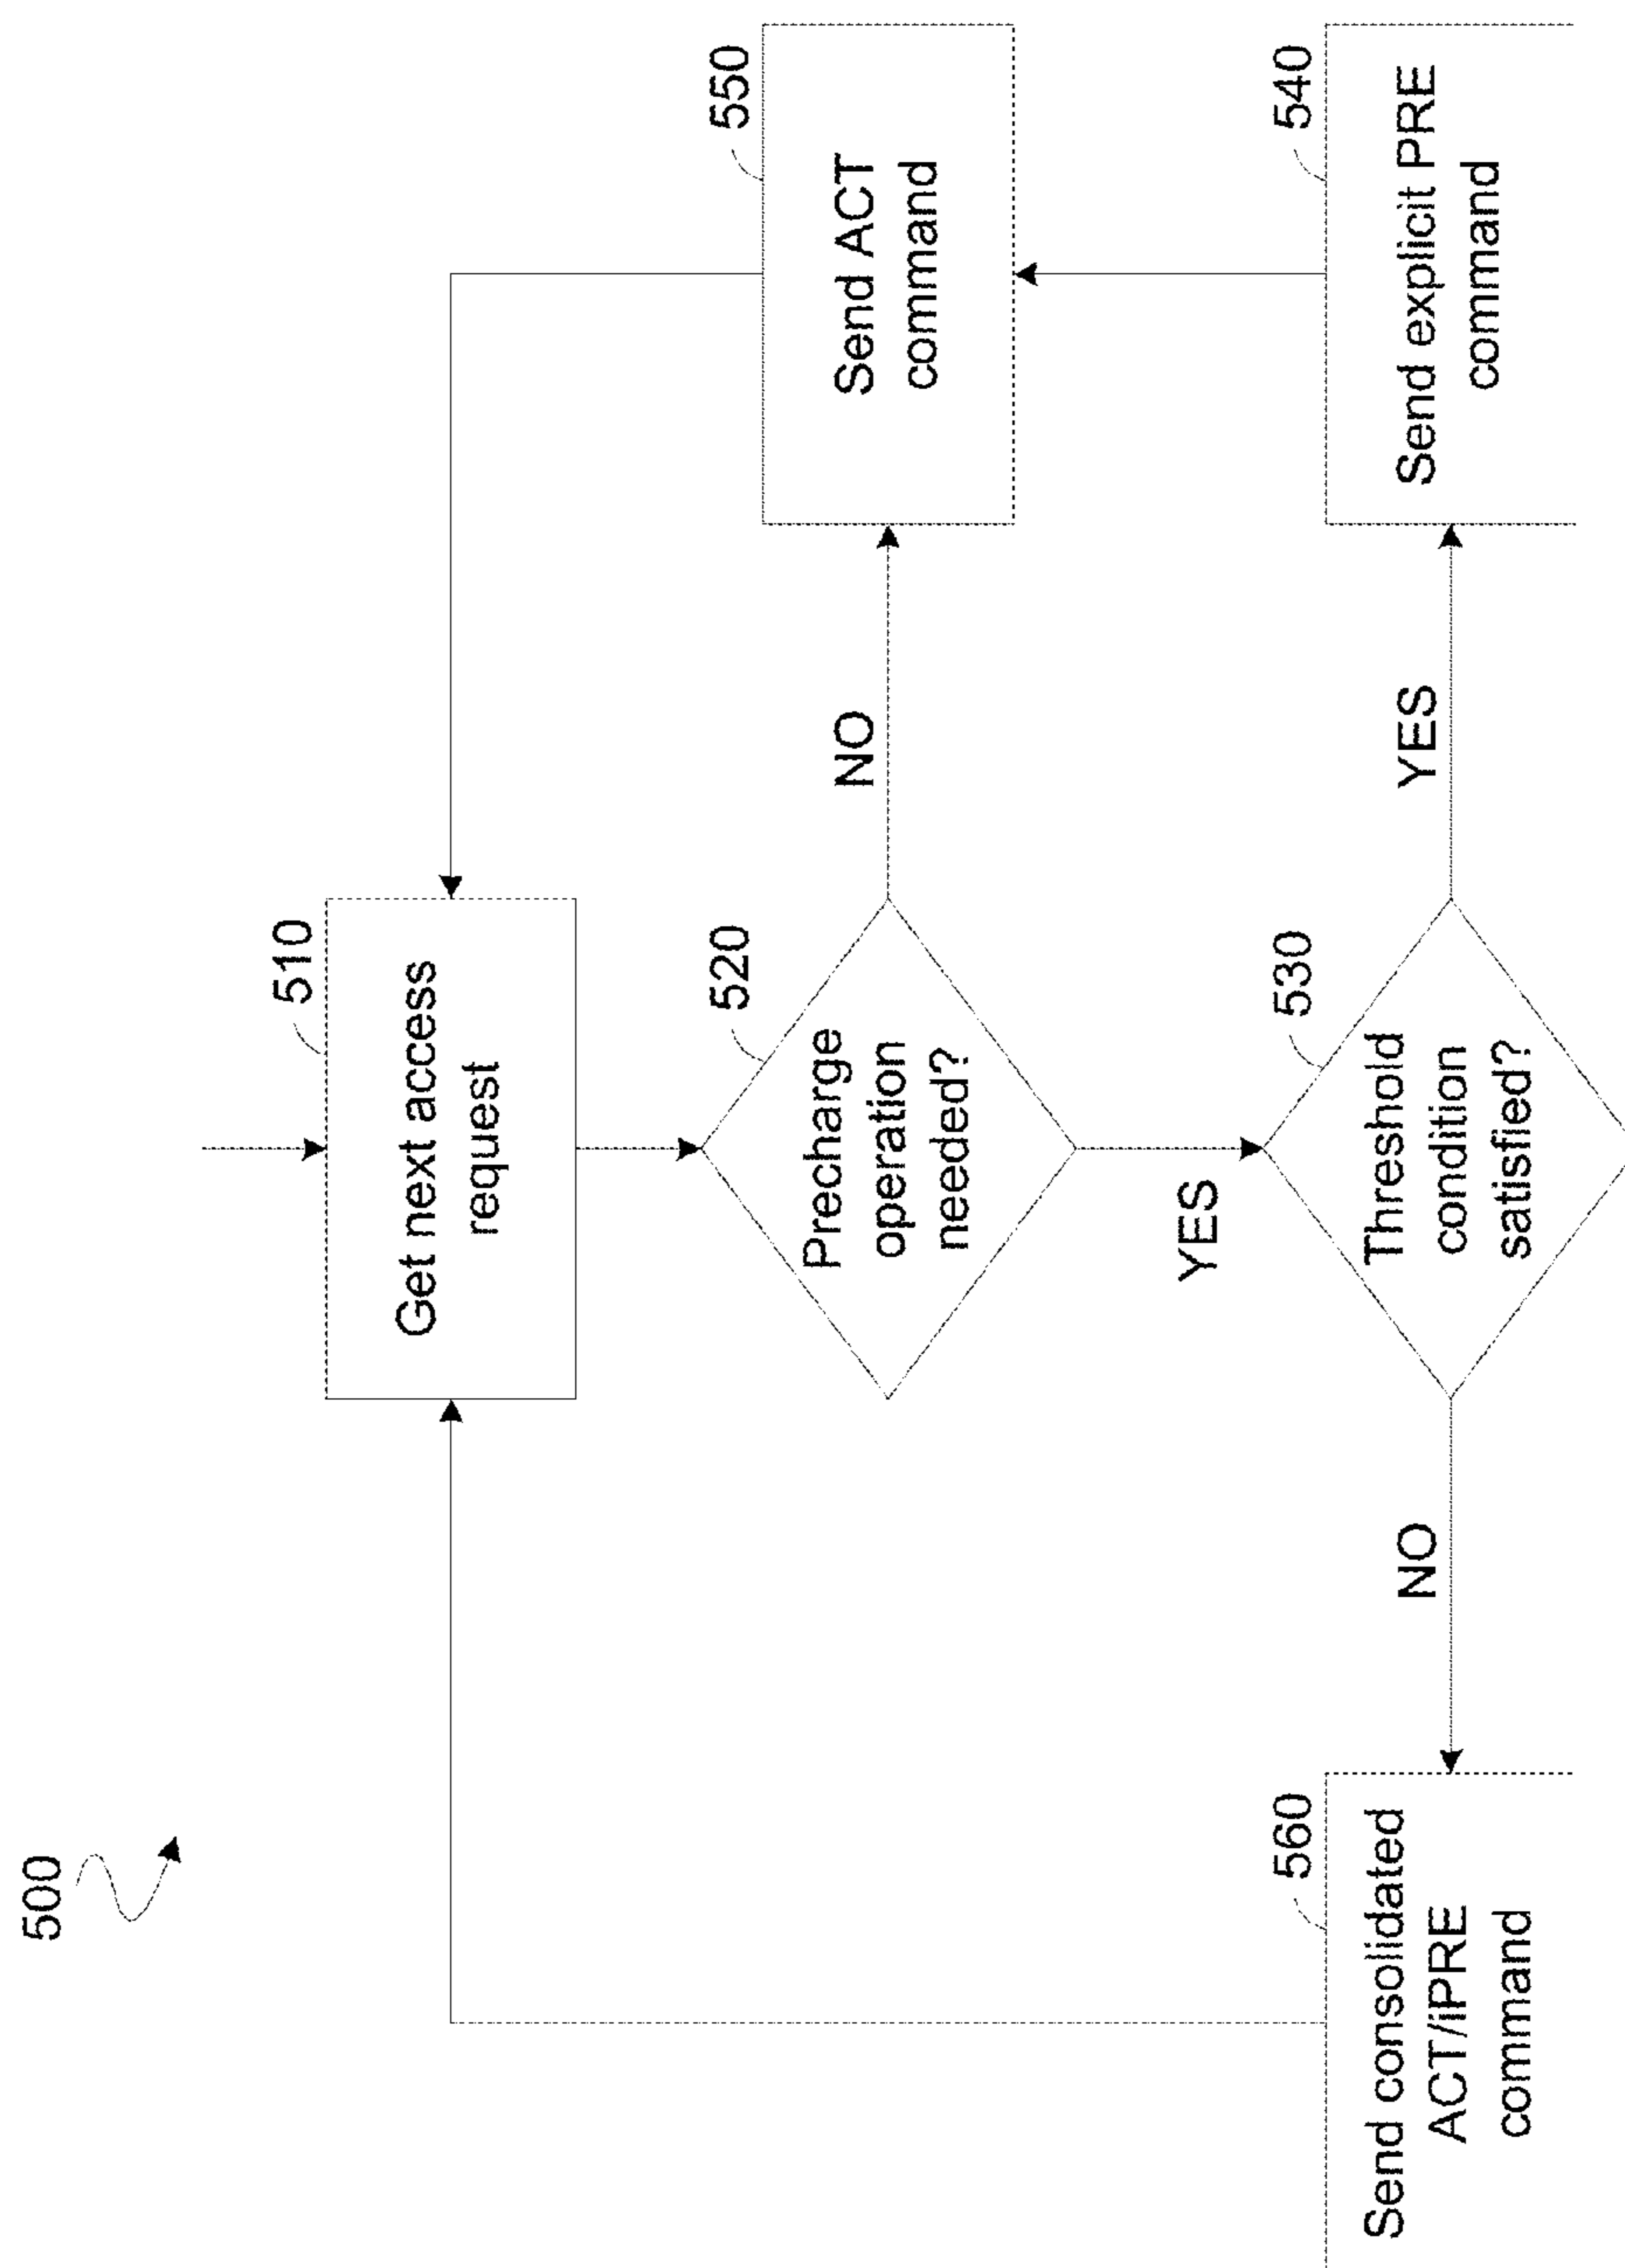 500
510
Get next access
request
520
Precharge
operation
needed?
NO
550
Send ACT
command
YES
530
Threshold
condition
satisfied?
YES
540
Send explicit PRE
command
NO
560
Send consolidated
ACT/iPRE
command